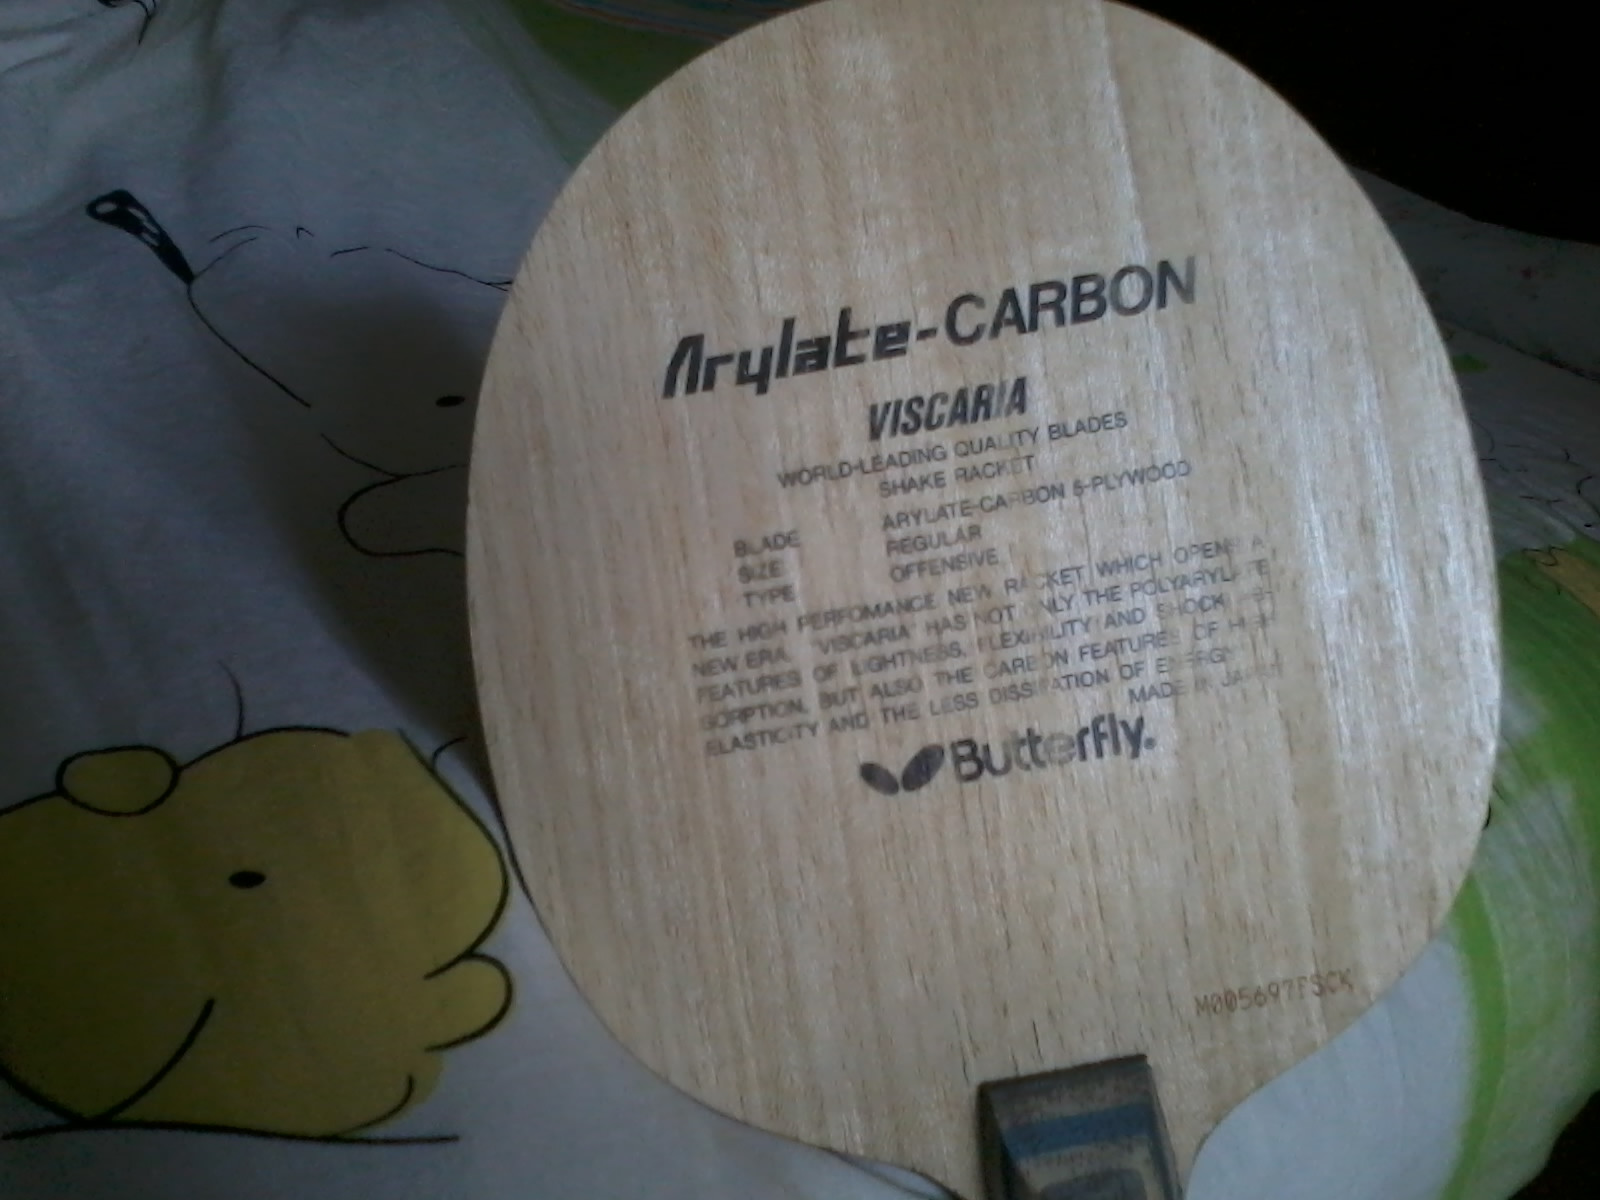 Arylate-CARBON
VISCARIA
WORLD-LEADING QUALITY BLADES
SHAKE RACKET
BLADE ARYLATE-CARBON 5-PLYWOOD
SIZE REGULAR
TYPE OFFENSIVE
THE HIGH PERFOMANCE NEW RACKET WHICH OPENS A
NEW ERA. "VISCARIA" HAS NOT ONLY THE POLYARYLATE
FEATURES OF LIGHTNESS, FLEXIBILITY AND SHOCK AB-
SORPTION, BUT ALSO THE CARBON FEATURES OF HIGH
ELASTICITY AND THE LESS DISSIPATION OF ENERGY
MADE IN JAPAN
Butterfly.
M005697FSCK